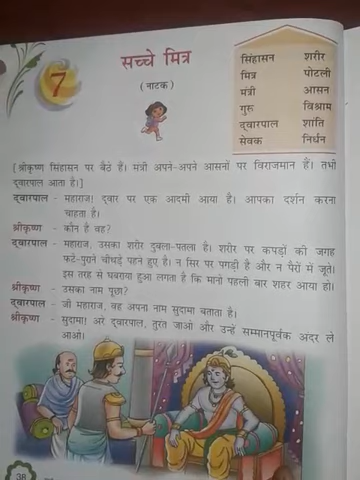 7
सच्चे मित्र
(नाटक)
सिंहासन शरीर
मित्र पोटली
मंत्री आसन
गुरू विश्राम
द्वारपाल शांति
सेवक निर्धन
[श्रीकृष्ण सिंहासन पर बैठे हैं। मंत्री अपने-अपने आसनों पर विराजमान हैं। तभी
द्वारपाल आता है।]
द्वारपाल - महाराज! द्वार पर एक आदमी आया है। आपका दर्शन करना
चाहता है।
श्रीकृष्ण - कौन है वह?
द्वारपाल - महाराज, उसका शरीर दुबला-पतला है। शरीर पर कपड़ों की जगह
फटे-पुराने चीथड़े पहने हुए है। न सिर पर पगड़ी है और न पैरों में जूते।
इस तरह से घबराया हुआ लगता है कि मानो पहली बार शहर आया हो।
श्रीकृष्ण - उसका नाम पूछा?
द्वारपाल - जी महाराज, वह अपना नाम सुदामा बताता है।
श्रीकृष्ण - सुदामा! अरे द्वारपाल, तुरत जाओ और उन्हें सम्मानपूर्वक अंदर ले
आओ।
38